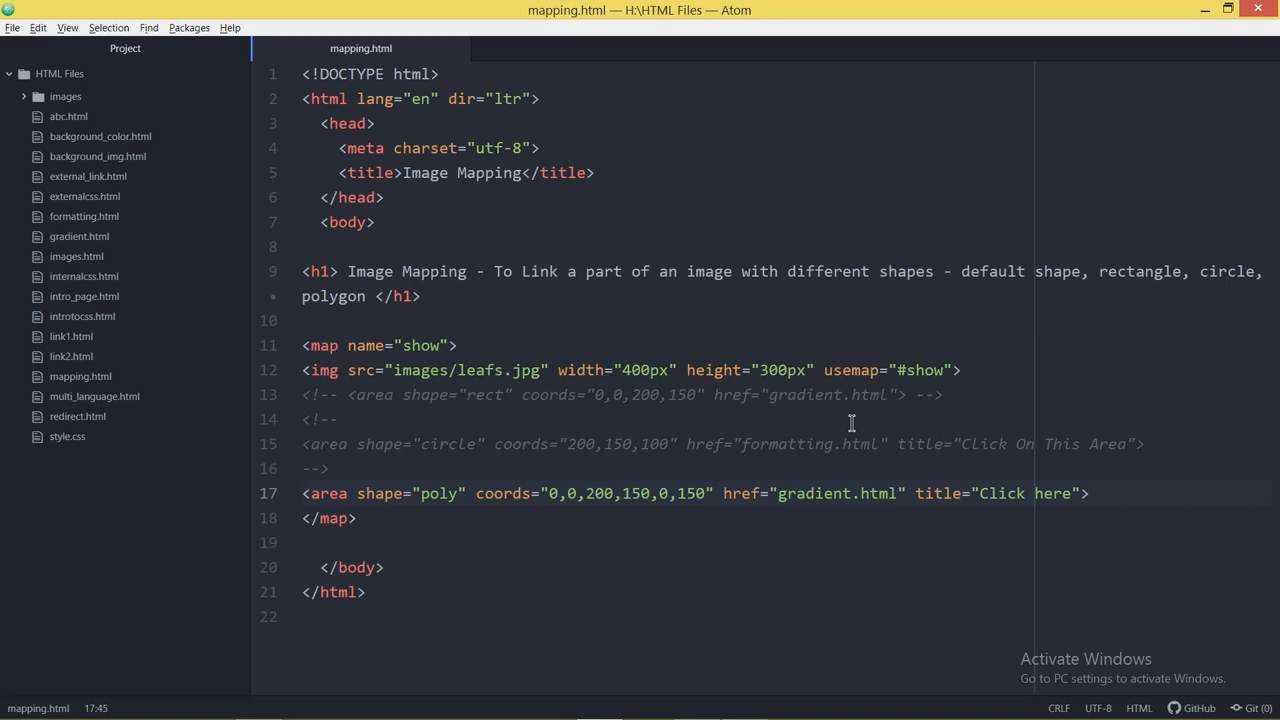 mapping.html — H:\HTML Files — Atom
File Edit View Selection Find Packages Help
Project
HTML Files
images
abc.html
background_color.html
background_img.html
external_link.html
externalcss.html
formatting.html
gradient.html
images.html
internalcss.html
intro_page.html
introtocss.html
link1.html
link2.html
mapping.html
multi_language.html
redirect.html
style.css
mapping.html
1 <!DOCTYPE html>
2 <html lang="en" dir="ltr">
3 <head>
4 <meta charset="utf-8">
5 <title>Image Mapping</title>
6 </head>
7 <body>
8
9 <h1> Image Mapping - To Link a part of an image with different shapes - default shape, rectangle, circle,
• polygon </h1>
10
11 <map name="show">
12 <img src="images/leafs.jpg" width="400px" height="300px" usemap="#show">
13 <!-- <area shape="rect" coords="0,0,200,150" href="gradient.html"> -->
14 <!--
15 <area shape="circle" coords="200,150,100" href="formatting.html" title="Click On This Area">
16 -->
17 <area shape="poly" coords="0,0,200,150,0,150" href="gradient.html" title="Click here">
18 </map>
19
20 </body>
21 </html>
22
Activate Windows
Go to PC settings to activate Windows.
mapping.html 17:45 CRLF UTF-8 HTML GitHub Git (0)